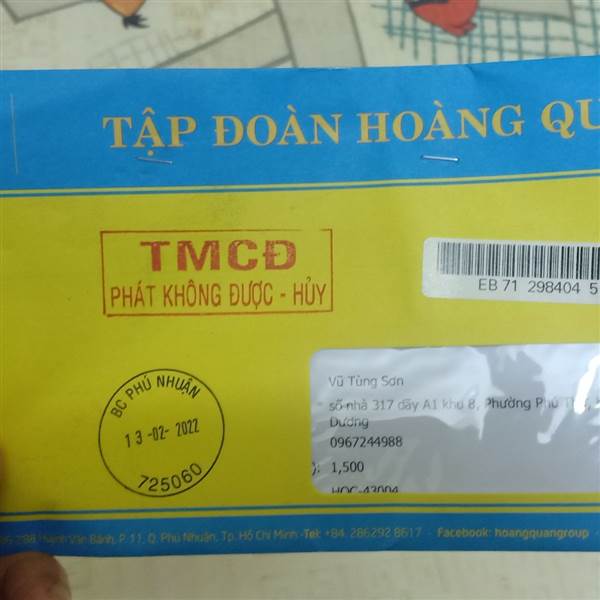 TẬP ĐOÀN HOÀNG QU
TMCĐ
PHÁT KHÔNG ĐƯỢC - HỦY
EB 71 298404 5
BC PHÚ NHUẬN
13-02-2022
725060
Vũ Tùng Sơn
số nhà 317 dãy A1 khu 8, Phường Phú
Dương
0967244988
): 1,500
HOC-43004
288 Huỳnh Văn Bánh, P.11, Q. Phú Nhuận, Tp. Hồ Chí Minh -Tel: +84. 286292 8617 - Facebook: hoangquangroup -